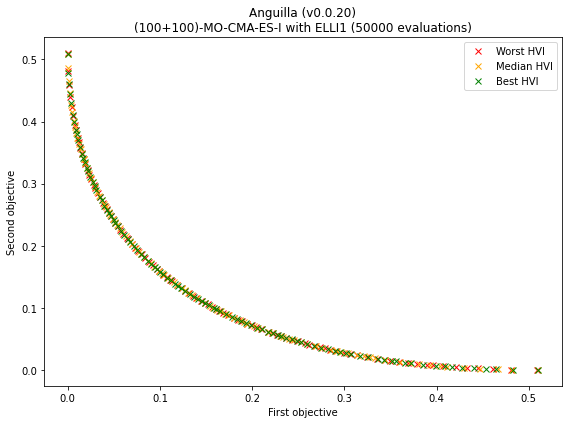 Anguilla (v0.0.20)
(100+100)-MO-CMA-ES-I with ELLI1 (50000 evaluations)
Worst HVI
Median HVI
Best HVI
Second objective
0.5
0.4
0.3
0.2
0.1
0.0
0.0 0.1 0.2 0.3 0.4 0.5
First objective